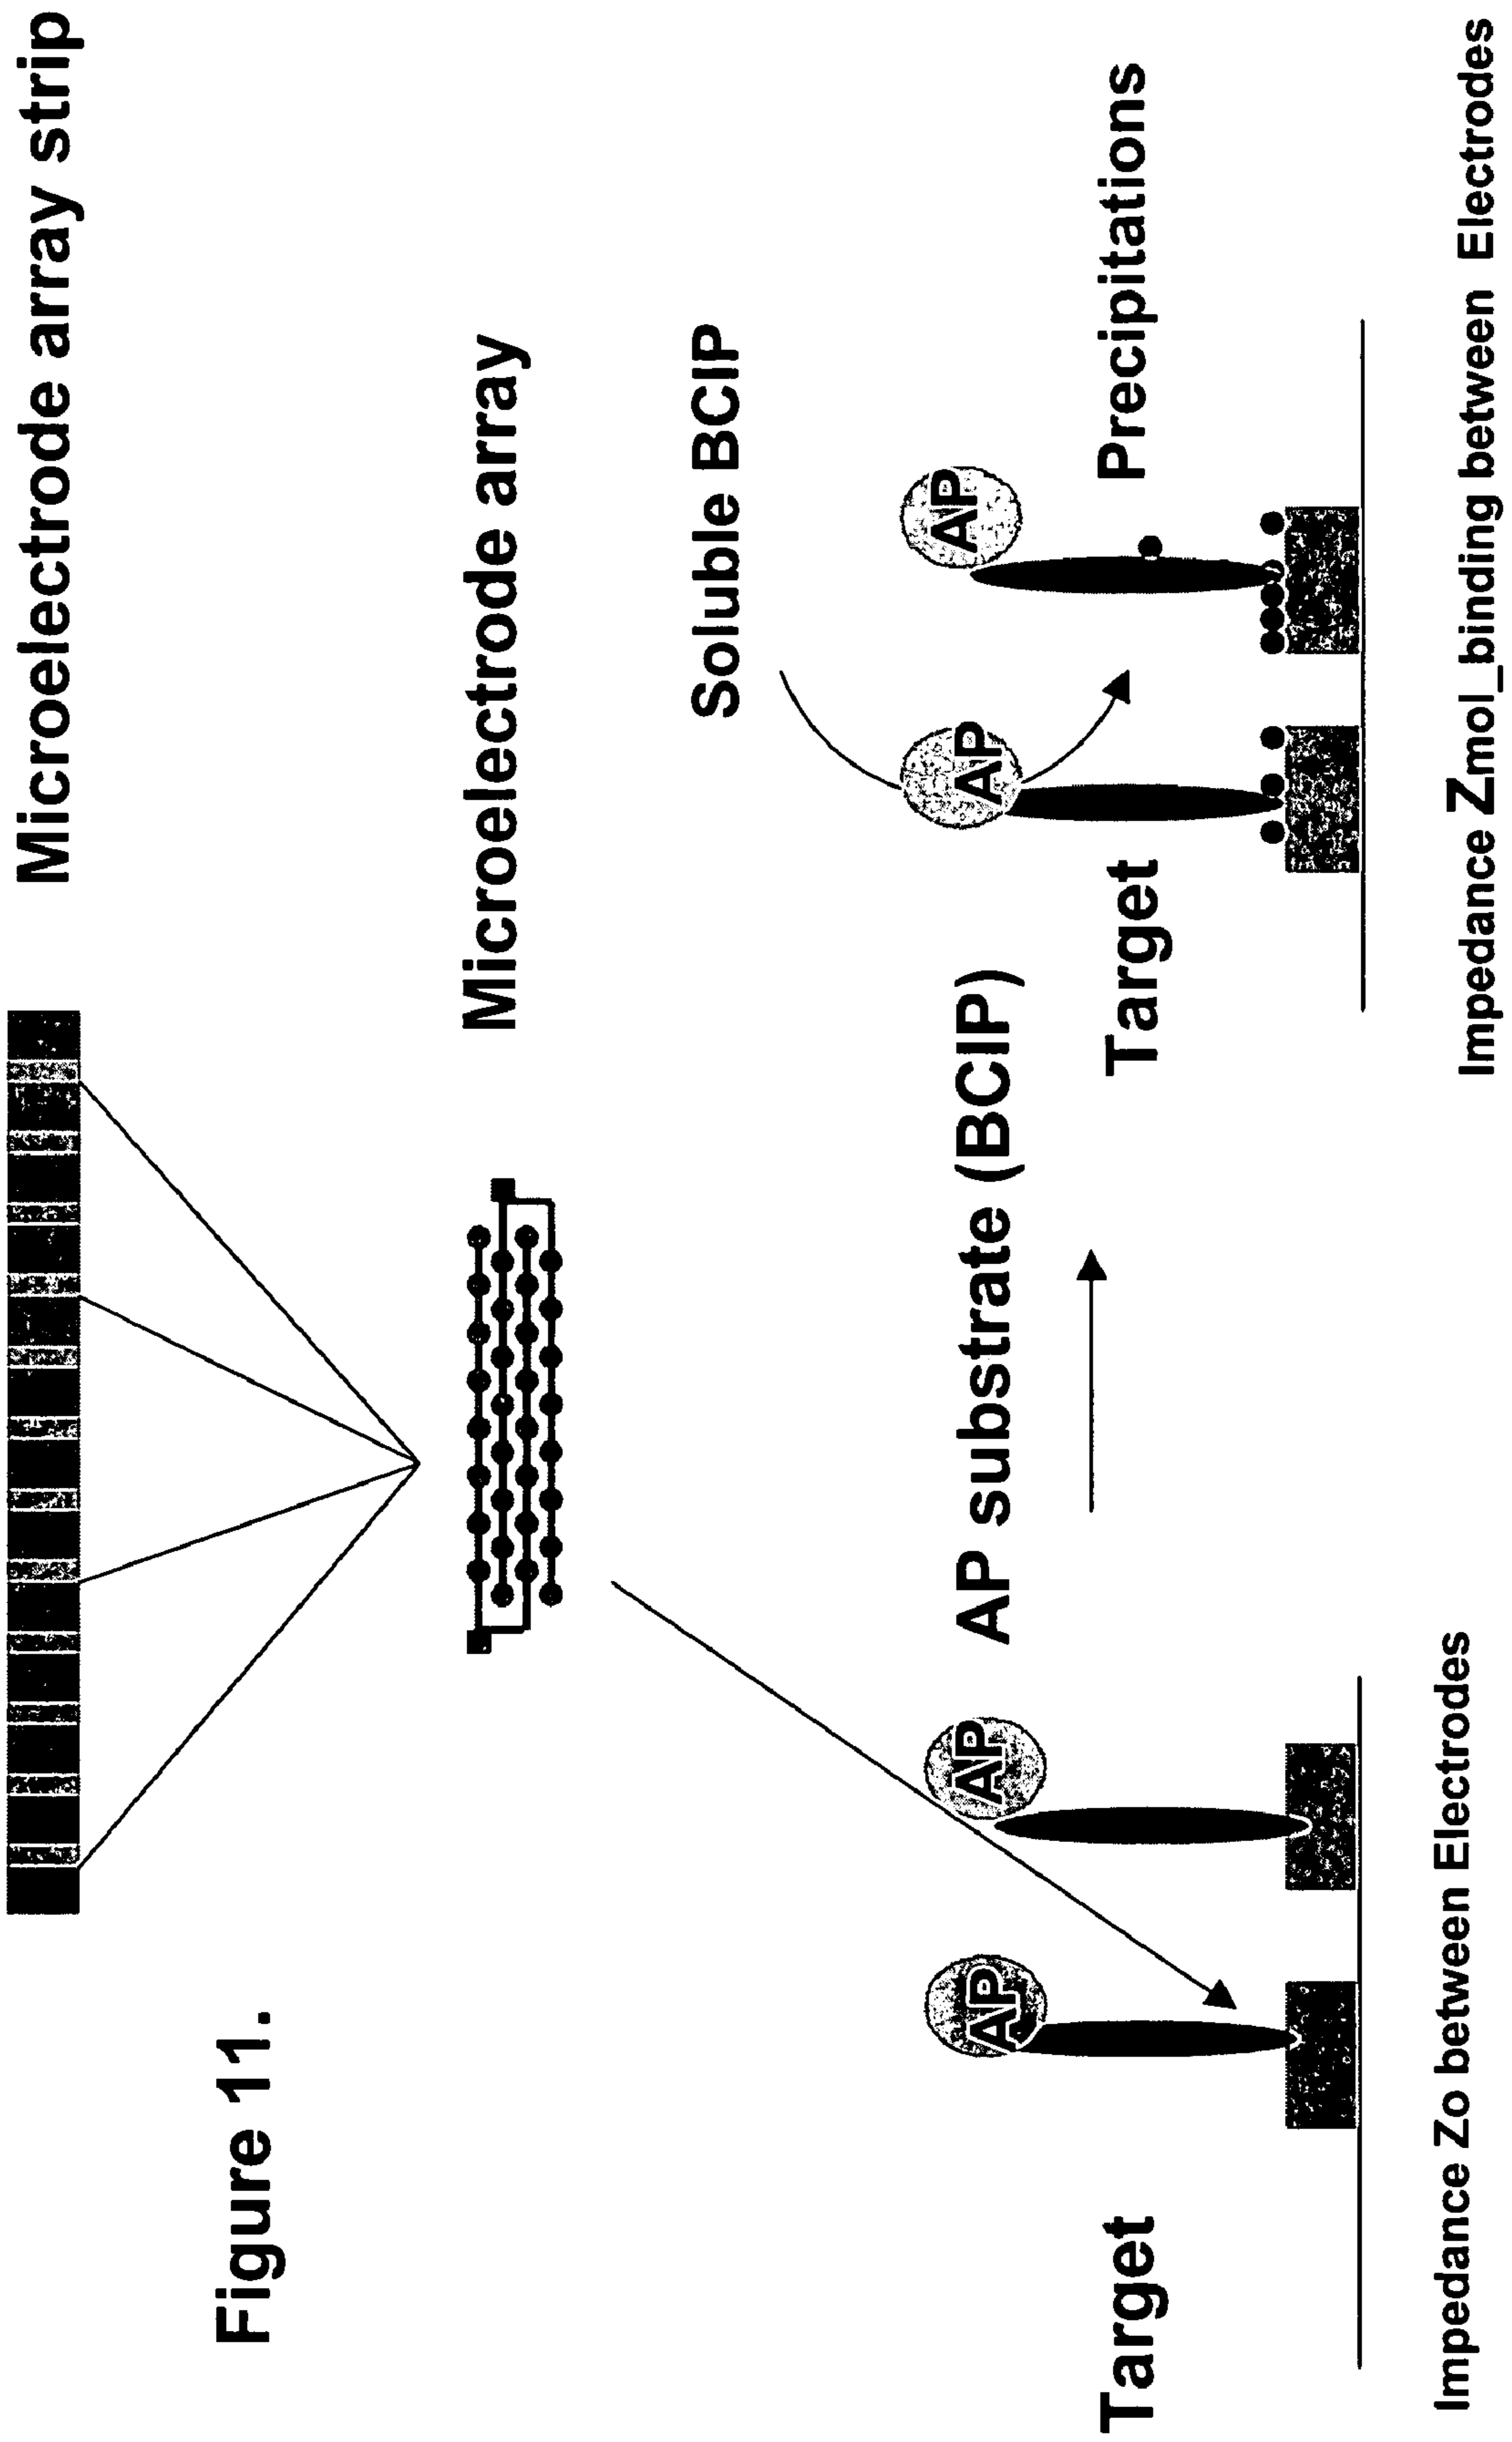 Figure 11.
Microelectrode array strip
Microelectrode array
Soluble BCIP
AP substrate (BCIP)
AP
AP
AP
AP
Target
Target
Precipitations
Impedance Zo between Electrodes
Impedance Zmol_binding between Electrodes